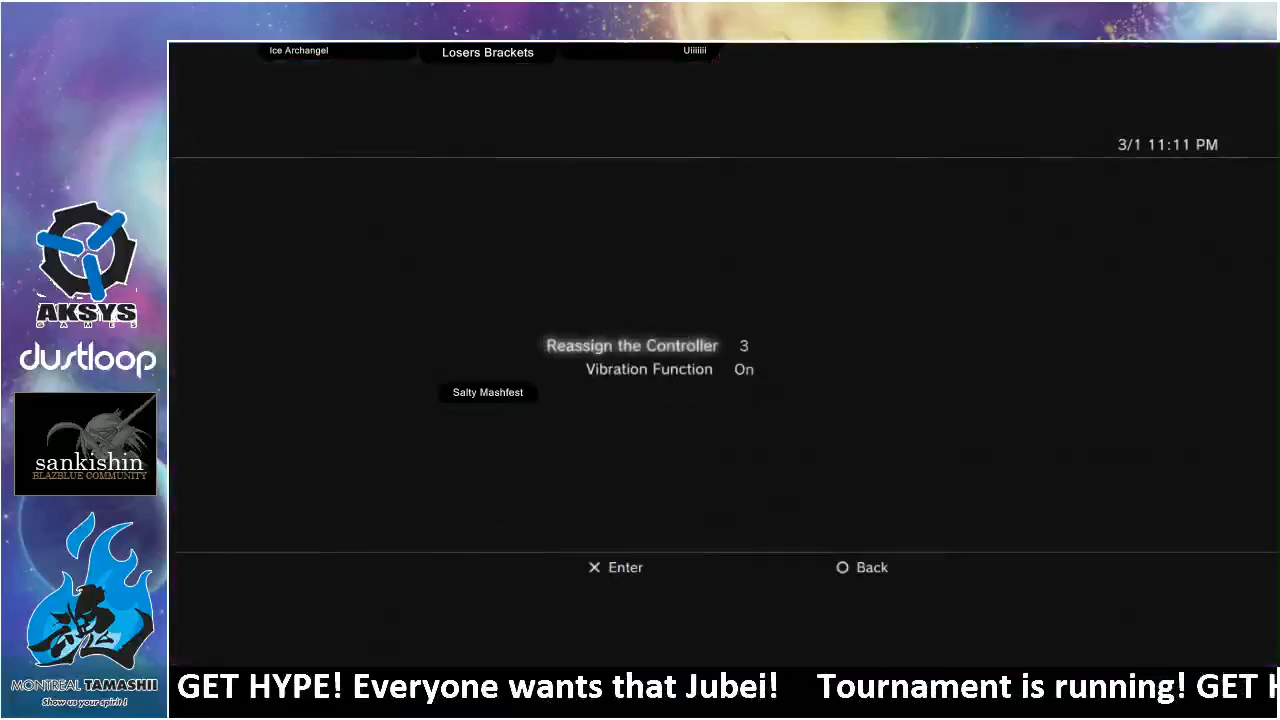 Ice Archangel
Losers Brackets
Uiiiiiii
3/1 11:11 PM
AKSYS
GAMES
dustloop
sankishin
BLAZBLUE COMMUNITY
Reassign the Controller 3
Vibration Function On
Salty Mashfest
Enter
Back
魂
MONTREAL TAMASHII
Show us your spirit !
GET HYPE! Everyone wants that Jubei! Tournament is running! GET